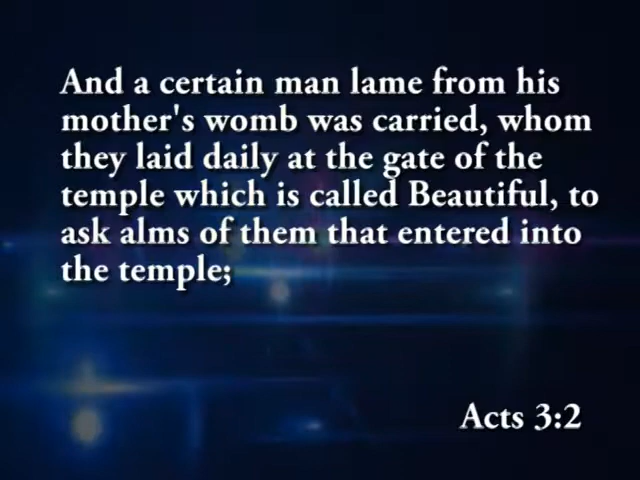 And a certain man lame from his
mother's womb was carried, whom
they laid daily at the gate of the
temple which is called Beautiful, to
ask alms of them that entered into
the temple;
Acts 3:2